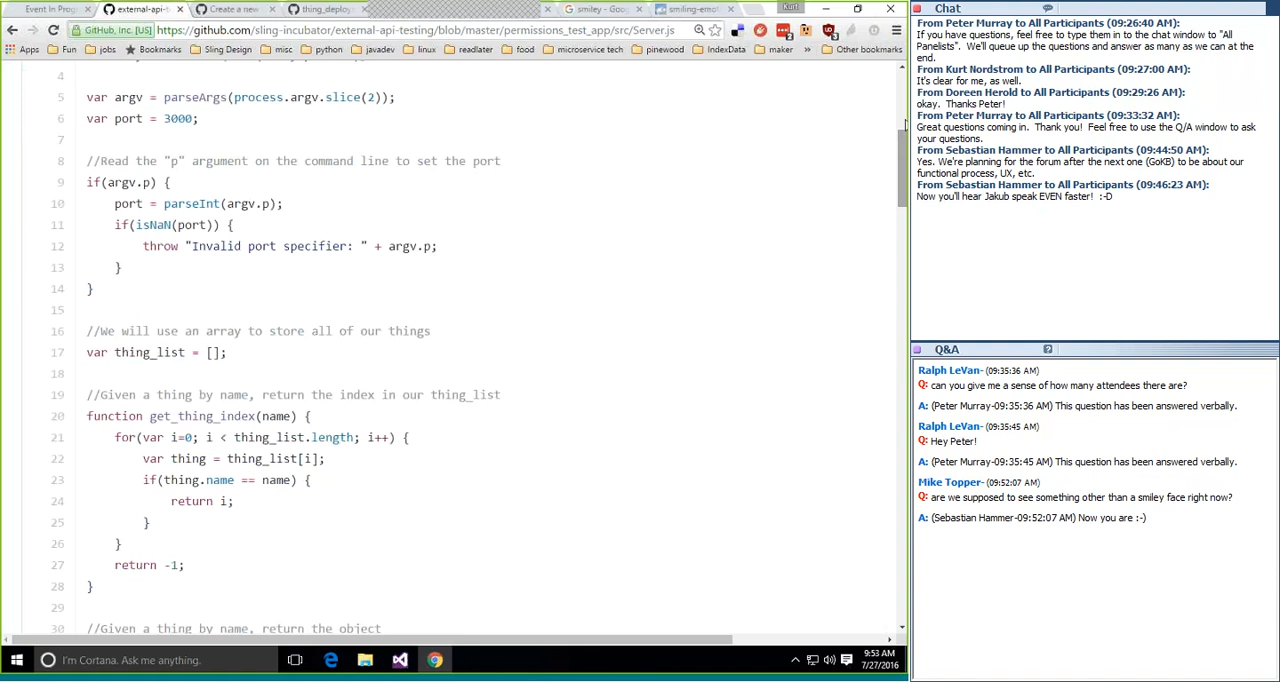 Event In Prog
external-api-t
Create a new
thing_deploy
smiley - Goo
smiling-emot
Kurt
GitHub, Inc. [US]
https://github.com/sling-incubator/external-api-testing/blob/master/permissions_test_app/src/Server.js
Apps
Fun
jobs
Bookmarks
Sling Design
misc
python
javadev
linux
readlater
food
microservice tech
pinewood
IndexData
maker
»
Other bookmarks
4
5 var argv = parseArgs(process.argv.slice(2));
6 var port = 3000;
7
8 //Read the "p" argument on the command line to set the port
9 if(argv.p) {
10 port = parseInt(argv.p);
11 if(isNaN(port)) {
12 throw "Invalid port specifier: " + argv.p;
13 }
14 }
15
16 //We will use an array to store all of our things
17 var thing_list = [];
18
19 //Given a thing by name, return the index in our thing_list
20 function get_thing_index(name) {
21 for(var i=0; i < thing_list.length; i++) {
22 var thing = thing_list[i];
23 if(thing.name == name) {
24 return i;
25 }
26 }
27 return -1;
28 }
29
30 //Given a thing by name, return the object
I'm Cortana. Ask me anything.
9:53 AM
7/27/2016
Chat
From Peter Murray to All Participants (09:26:40 AM):
If you have questions, feel free to type them in to the chat window to "All
Panelists". We'll queue up the questions and answer as many as we can at the
end.
From Kurt Nordstrom to All Participants (09:27:00 AM):
It's clear for me, as well.
From Doreen Herold to All Participants (09:29:26 AM):
okay. Thanks Peter!
From Peter Murray to All Participants (09:33:32 AM):
Great questions coming in. Thank you! Feel free to use the Q/A window to ask
your questions.
From Sebastian Hammer to All Participants (09:44:50 AM):
Yes. We're planning for the forum after the next one (GoKB) to be about our
functional process, UX, etc.
From Sebastian Hammer to All Participants (09:46:23 AM):
Now you'll hear Jakub speak EVEN faster! :-D
Q&A
Ralph LeVan- (09:35:36 AM)
Q: can you give me a sense of how many attendees there are?
A: (Peter Murray-09:35:36 AM) This question has been answered verbally.
Ralph LeVan- (09:35:45 AM)
Q: Hey Peter!
A: (Peter Murray-09:35:45 AM) This question has been answered verbally.
Mike Topper- (09:52:07 AM)
Q: are we supposed to see something other than a smiley face right now?
A: (Sebastian Hammer-09:52:07 AM) Now you are :-)